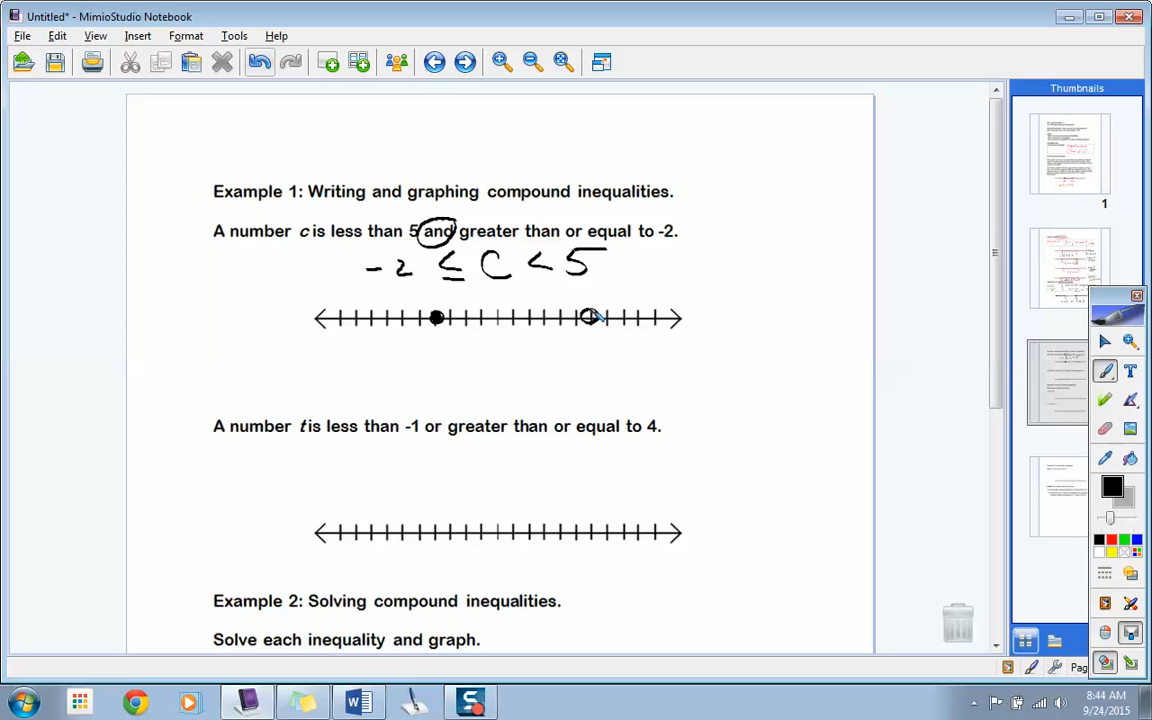 Untitled* - MimioStudio Notebook
File Edit View Insert Format Tools Help
Thumbnails
Example 1: Writing and graphing compound inequalities.
A number c is less than 5 and greater than or equal to -2.
-2 ≤ C < 5
A number t is less than -1 or greater than or equal to 4.
Example 2: Solving compound inequalities.
Solve each inequality and graph.
1
Pag
8:44 AM
9/24/2015